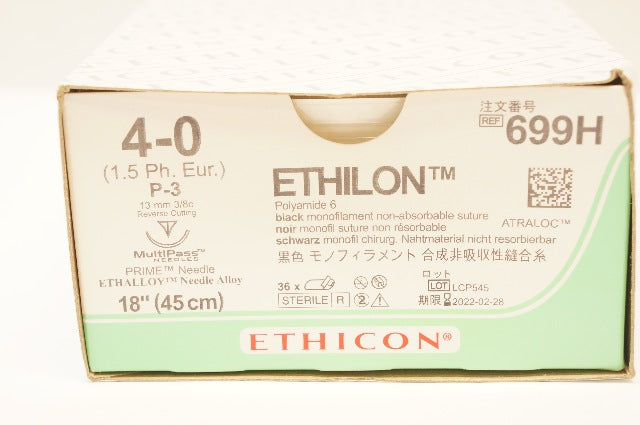 4-0
(1.5 Ph. Eur.)
P-3
13 mm 3/8c
Reverse Cutting
MultiPass™
NEEDLES
PRIME™ Needle
ETHALLOY™ Needle Alloy
18" (45 cm)
注文番号
REF 699H
ETHILON™
Polyamide 6
black monofilament non-absorbable suture
noir monofil suture non résorbable
schwarz monofil chirurg. Nahtmaterial nicht resorbierbar
黒色 モノフィラメント 合成非吸収性縫合糸
ATRALOC™
36 x
STERILE R
2
ロット
LOT LCP545
期限 2022-02-28
ETHICON®